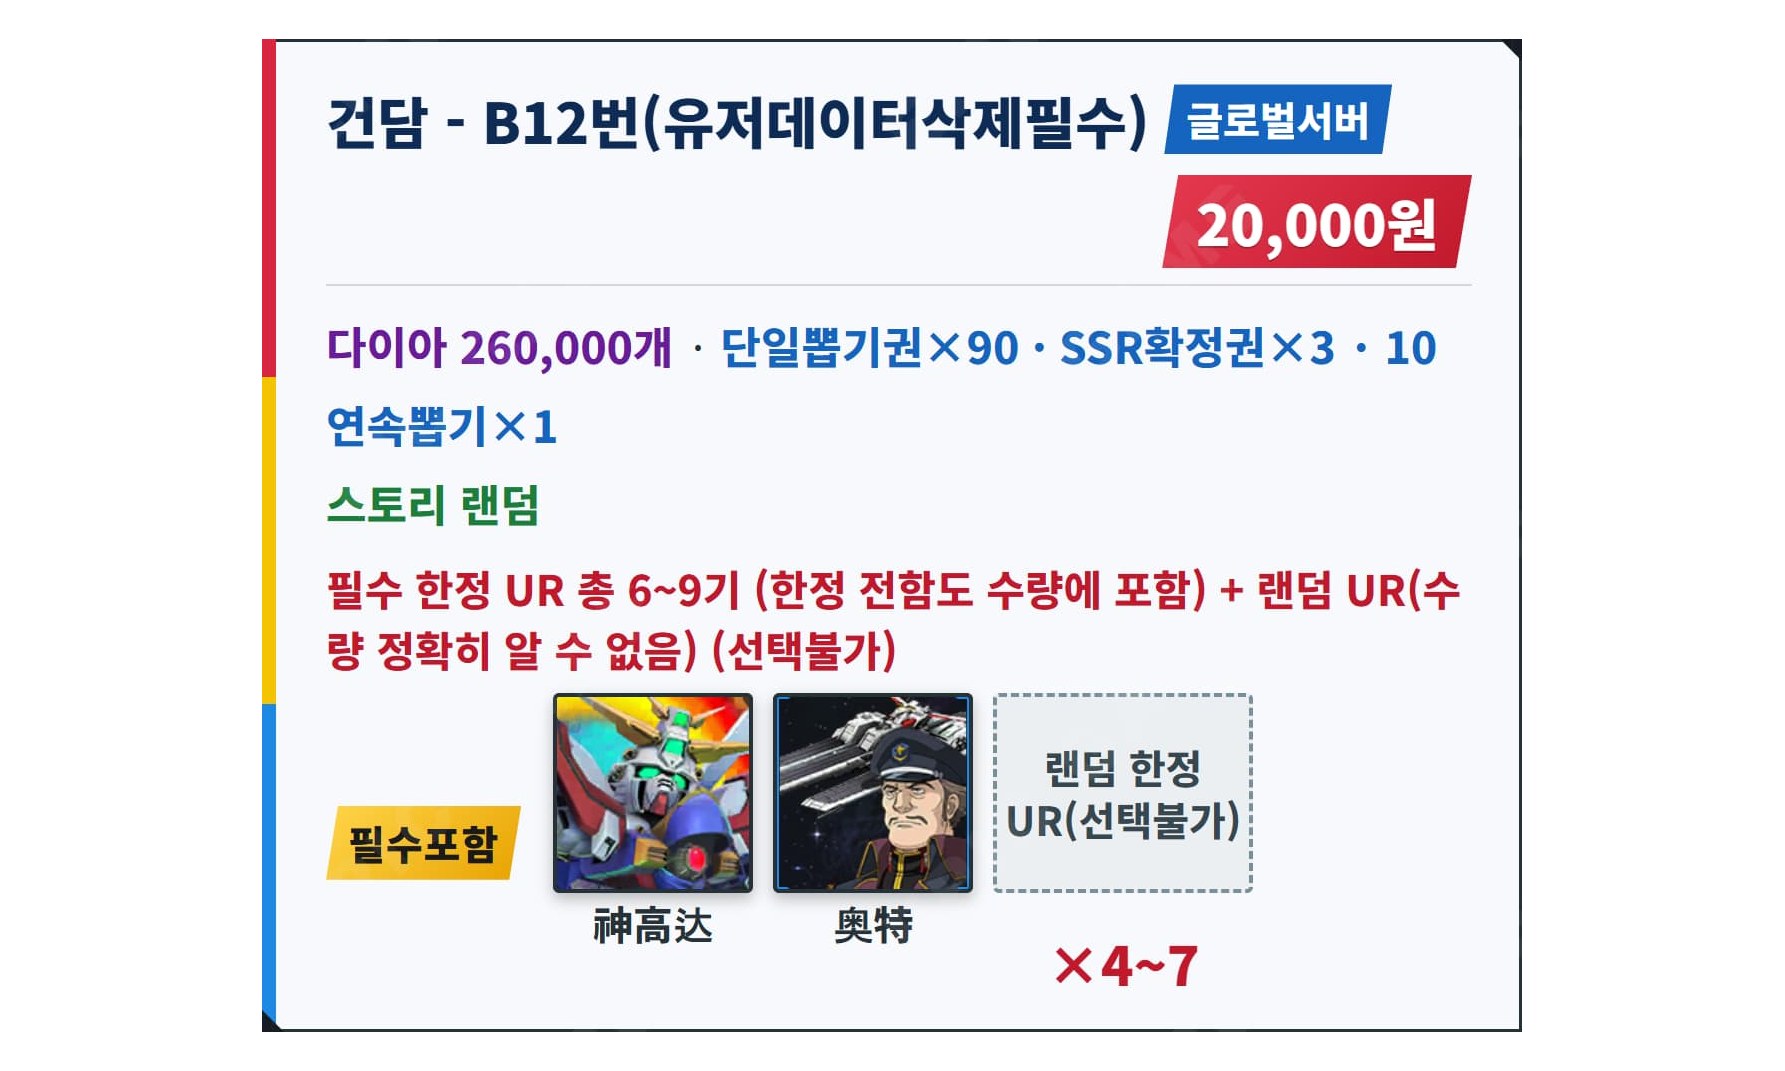 건담 - B12번(유저데이터삭제필수) 글로벌서버
20,000원
다이아 260,000개 · 단일뽑기권×90 · SSR확정권×3 · 10
연속뽑기×1
스토리 랜덤
필수 한정 UR 총 6~9기 (한정 전함도 수량에 포함) + 랜덤 UR(수
량 정확히 알 수 없음) (선택불가)
랜덤 한정
UR(선택불가)
필수포함
神高达 奥特
×4~7